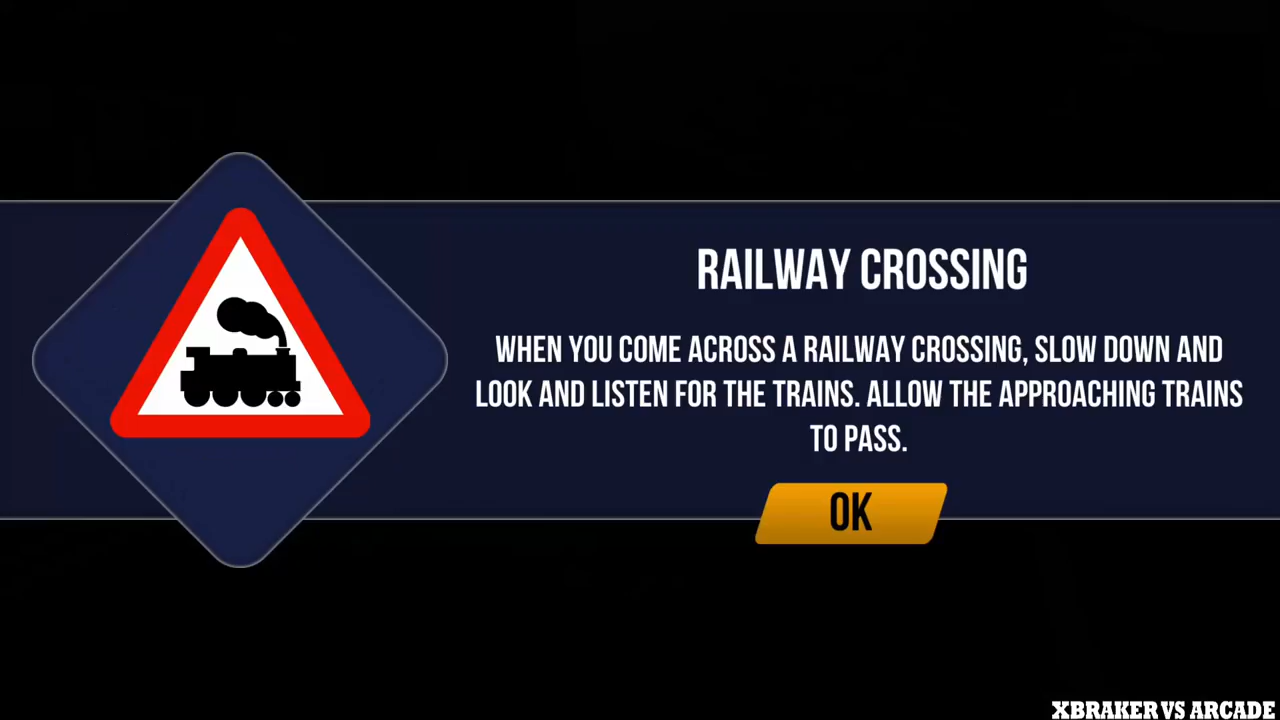 RAILWAY CROSSING
WHEN YOU COME ACROSS A RAILWAY CROSSING, SLOW DOWN AND
LOOK AND LISTEN FOR THE TRAINS. ALLOW THE APPROACHING TRAINS
TO PASS.
OK
XBRAKER VS ARCADE